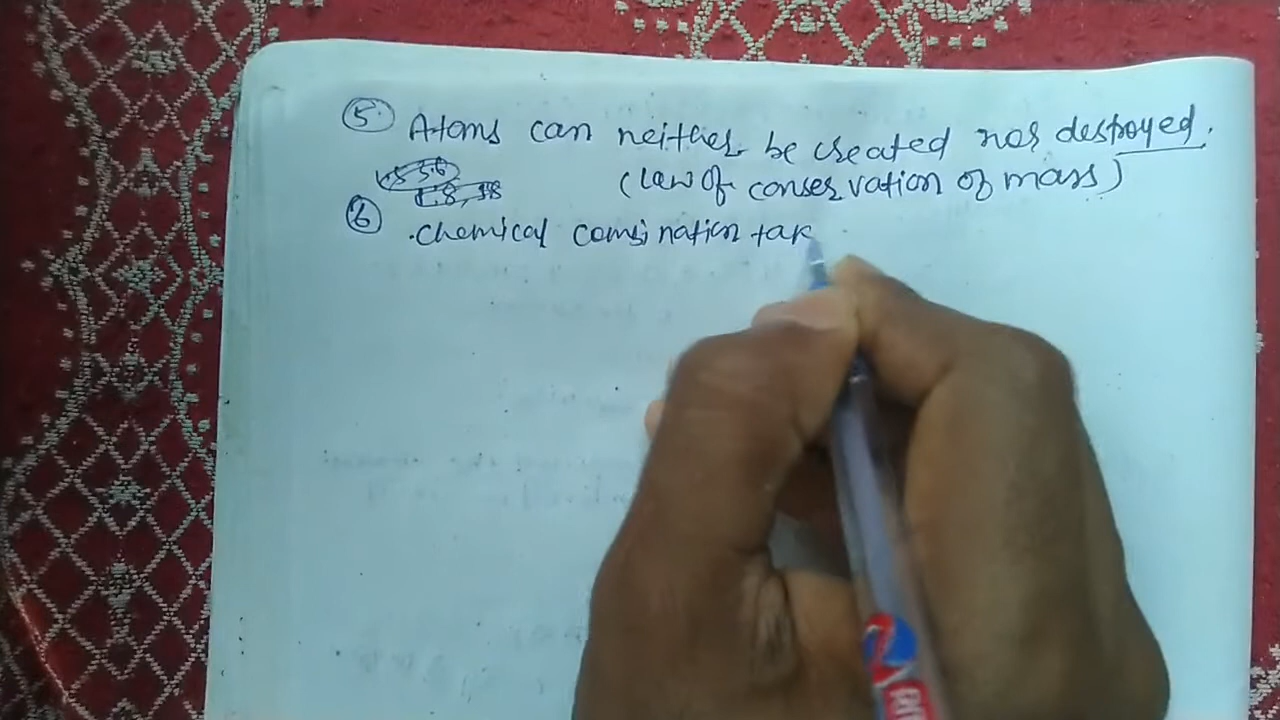 5. Atoms can neither be created nor destroyed.
(law of conservation of mass)
6 .chemical combination tak